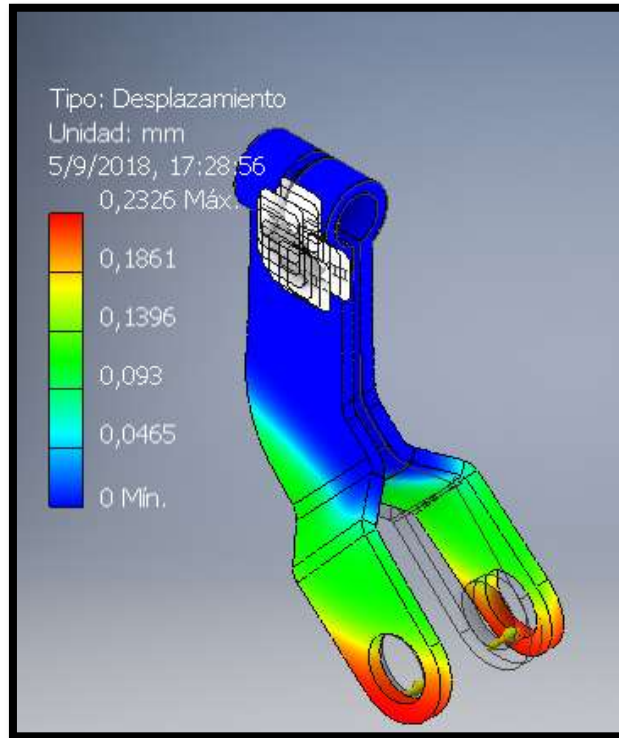 Tipo: Desplazamiento
Unidad: mm
5/9/2018, 17:28:56
0,2326 Máx.
0,1861
0,1396
0,093
0,0465
0 Mín.